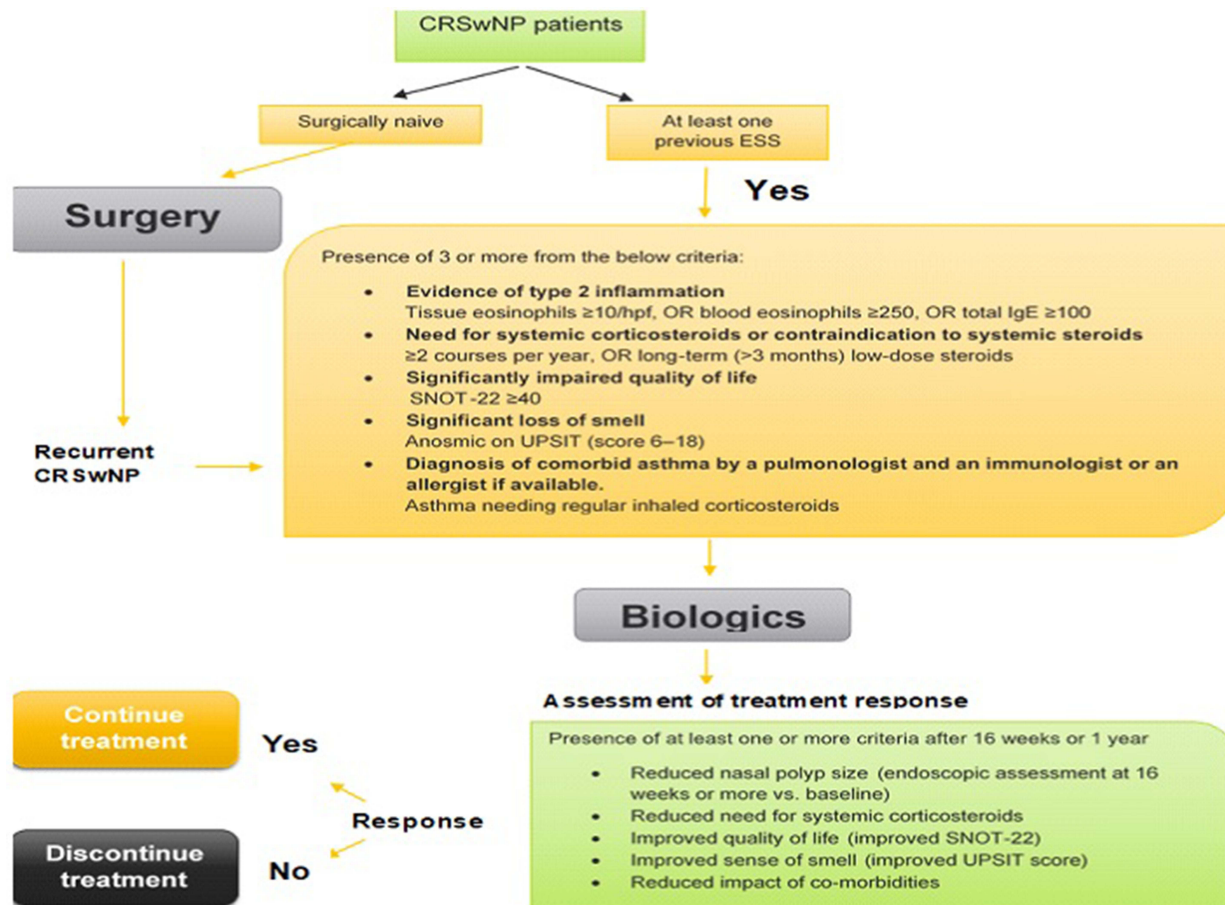 CRSwNP patients
Surgically naive
At least one
previous ESS
Yes
Surgery
Presence of 3 or more from the below criteria:
• Evidence of type 2 inflammation
Tissue eosinophils ≥10/hpf, OR blood eosinophils ≥250, OR total IgE ≥100
• Need for systemic corticosteroids or contraindication to systemic steroids
≥2 courses per year, OR long-term (>3 months) low-dose steroids
• Significantly impaired quality of life
SNOT-22 ≥40
• Significant loss of smell
Anosmic on UPSIT (score 6–18)
• Diagnosis of comorbid asthma by a pulmonologist and an immunologist or an
allergist if available.
Asthma needing regular inhaled corticosteroids
Recurrent
CRSwNP
Biologics
Assessment of treatment response
Presence of at least one or more criteria after 16 weeks or 1 year
• Reduced nasal polyp size (endoscopic assessment at 16
weeks or more vs. baseline)
• Reduced need for systemic corticosteroids
• Improved quality of life (improved SNOT-22)
• Improved sense of smell (improved UPSIT score)
• Reduced impact of co-morbidities
Response
Yes
No
Continue
treatment
Discontinue
treatment